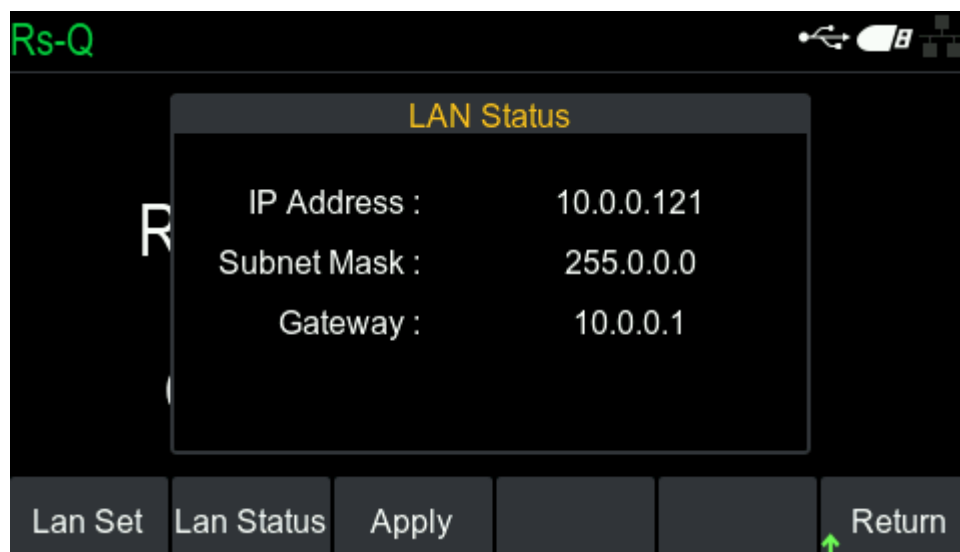 Rs-Q
LAN Status
IP Address : 10.0.0.121
R
Subnet Mask : 255.0.0.0
Gateway : 10.0.0.1
Lan Set Lan Status Apply Return